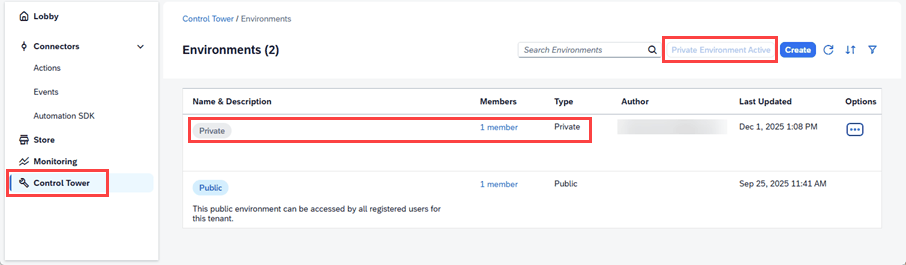 Lobby
Connectors
Actions
Events
Automation SDK
Store
Monitoring
Control Tower
Control Tower / Environments
Environments (2)
Search Environments
Private Environment Active
Create
Name & Description Members Type Author Last Updated Options
Private 1 member Private Dec 1, 2025 1:08 PM
Public 1 member Public Sep 25, 2025 11:41 AM
This public environment can be accessed by all registered users for
this tenant.